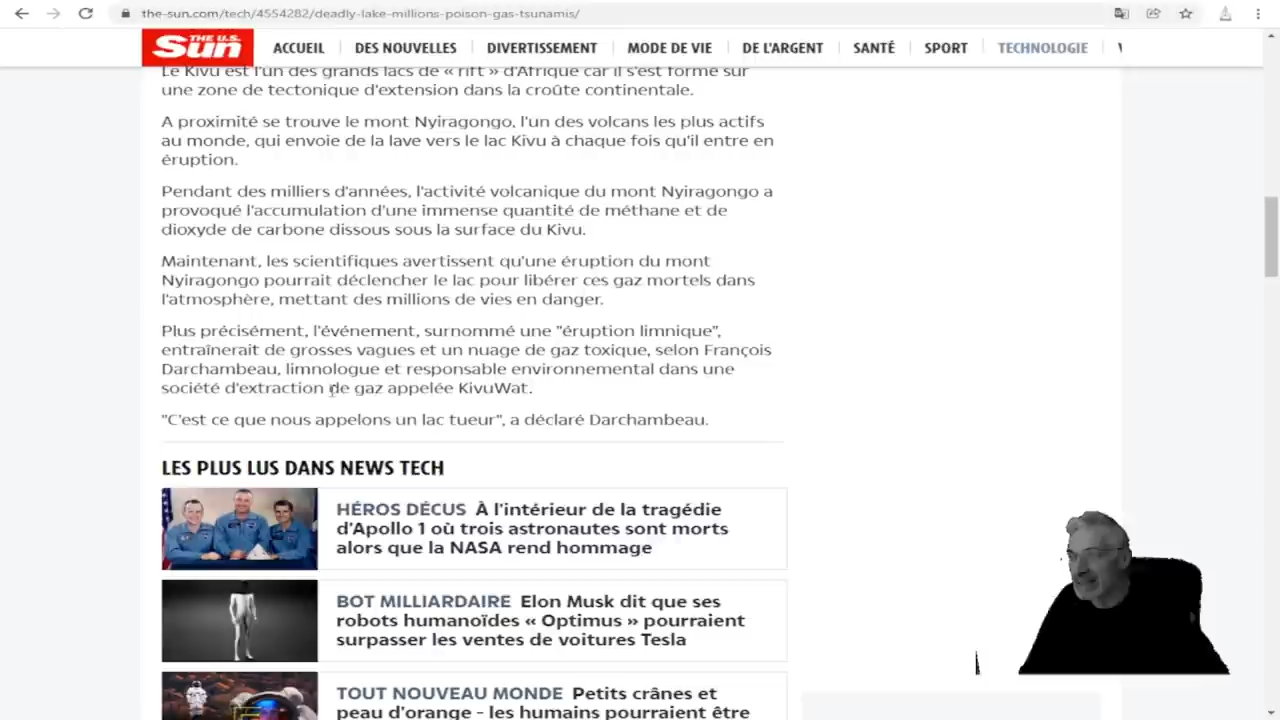 the-sun.com/tech/4554282/deadly-lake-millions-poison-gas-tsunamis/
THE U.S.
Sun
ACCUEIL
DES NOUVELLES
DIVERTISSEMENT
MODE DE VIE
DE L'ARGENT
SANTÉ
SPORT
TECHNOLOGIE
Le Kivu est l'un des grands lacs de « rift » d'Afrique car il s'est formé sur
une zone de tectonique d'extension dans la croûte continentale.
A proximité se trouve le mont Nyiragongo, l'un des volcans les plus actifs
au monde, qui envoie de la lave vers le lac Kivu à chaque fois qu'il entre en
éruption.
Pendant des milliers d'années, l'activité volcanique du mont Nyiragongo a
provoqué l'accumulation d'une immense quantité de méthane et de
dioxyde de carbone dissous sous la surface du Kivu.
Maintenant, les scientifiques avertissent qu'une éruption du mont
Nyiragongo pourrait déclencher le lac pour libérer ces gaz mortels dans
l'atmosphère, mettant des millions de vies en danger.
Plus précisément, l'événement, surnommé une "éruption limnique",
entraînerait de grosses vagues et un nuage de gaz toxique, selon François
Darchambeau, limnologue et responsable environnemental dans une
société d'extraction de gaz appelée KivuWat.
"C'est ce que nous appelons un lac tueur", a déclaré Darchambeau.
LES PLUS LUS DANS NEWS TECH
HÉROS DÉCUS À l'intérieur de la tragédie
d'Apollo 1 où trois astronautes sont morts
alors que la NASA rend hommage
BOT MILLIARDAIRE Elon Musk dit que ses
robots humanoïdes « Optimus » pourraient
surpasser les ventes de voitures Tesla
TOUT NOUVEAU MONDE Petits crânes et
peau d'orange - les humains pourraient être